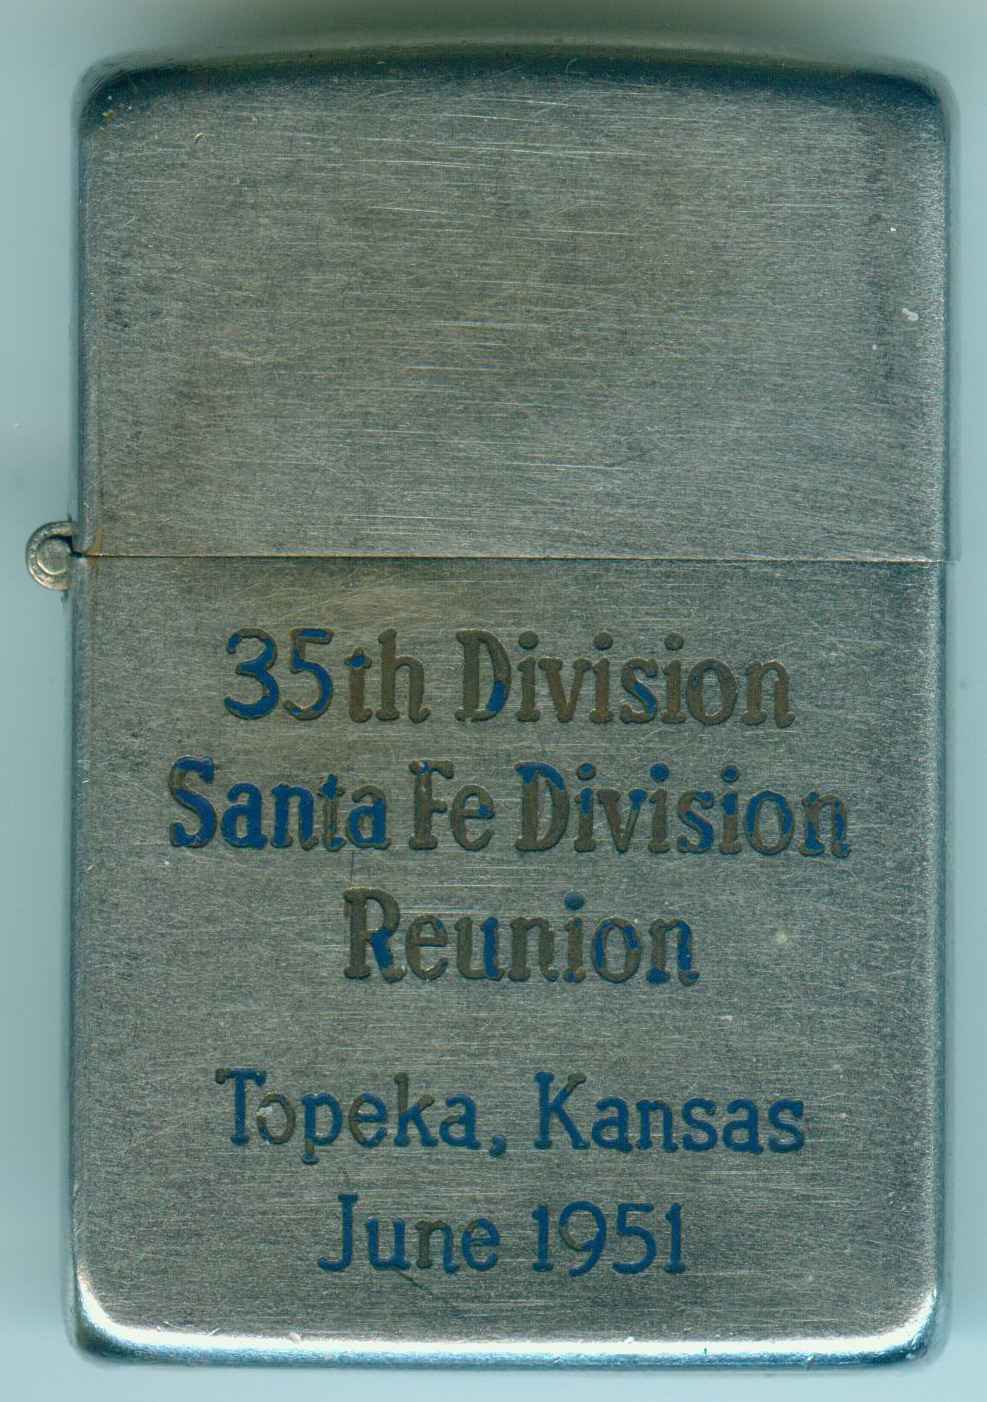 35th Division
Santa Fe Division
Reunion
Topeka, Kansas
June 1951